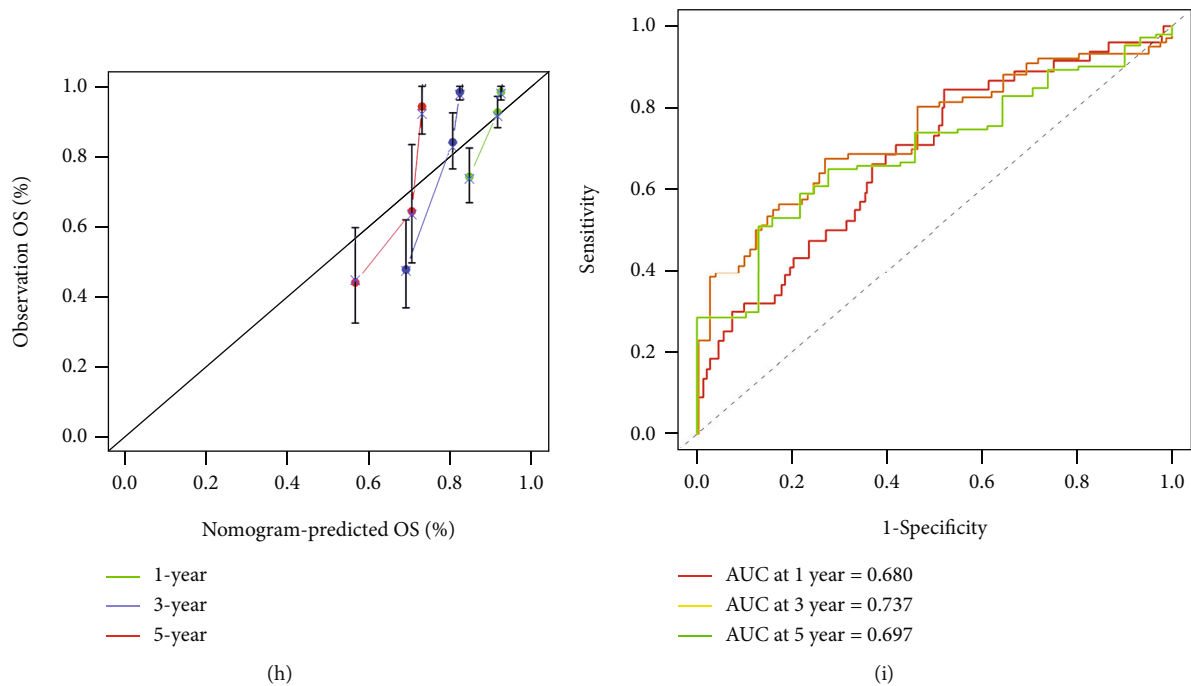 1.0
0.8
0.6
0.4
0.2
0.0
Observation OS (%)
0.0 0.2 0.4 0.6 0.8 1.0
Nomogram-predicted OS (%)
1-year
3-year
5-year
(h)
1.0
0.8
0.6
0.4
0.2
0.0
Sensitivity
0.0 0.2 0.4 0.6 0.8 1.0
1-Specificity
AUC at 1 year = 0.680
AUC at 3 year = 0.737
AUC at 5 year = 0.697
(i)